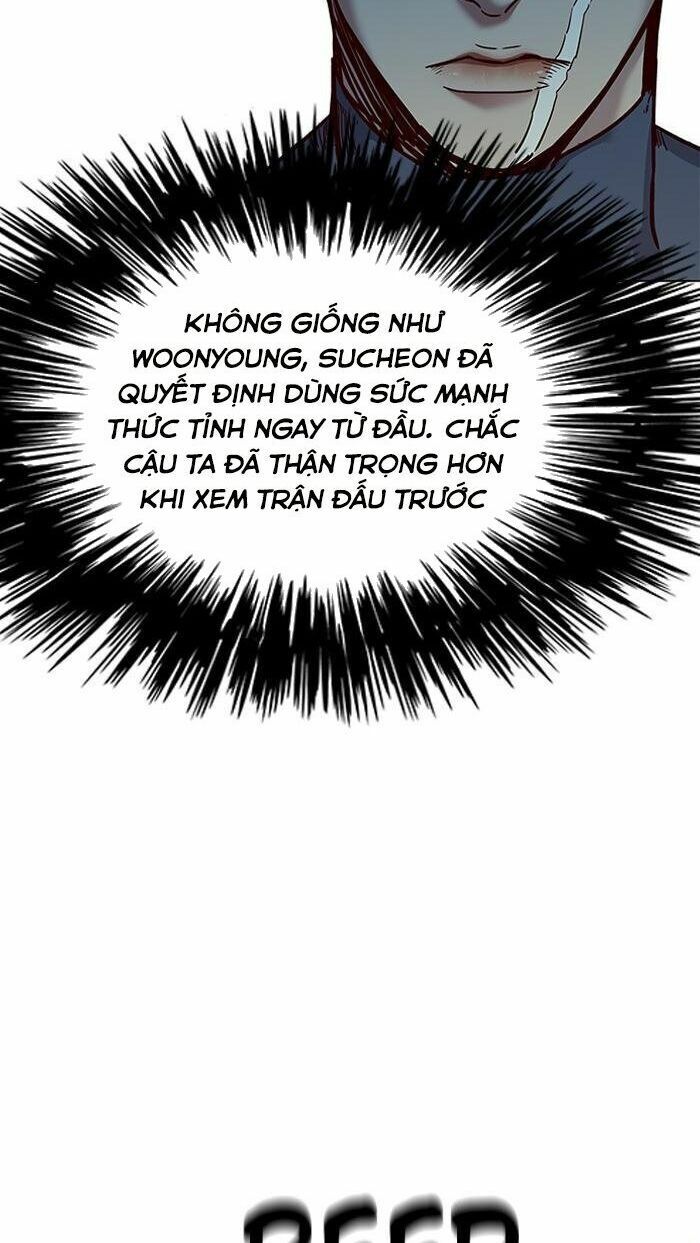 KHÔNG GIỐNG NHƯ
WOONYOUNG, SUCHEON ĐÃ
QUYẾT ĐỊNH DÙNG SỨC MẠNH
THỨC TỈNH NGAY TỪ ĐẦU. CHẮC
CẬU TA ĐÃ THẬN TRỌNG HƠN
KHI XEM TRẬN ĐẤU TRƯỚC